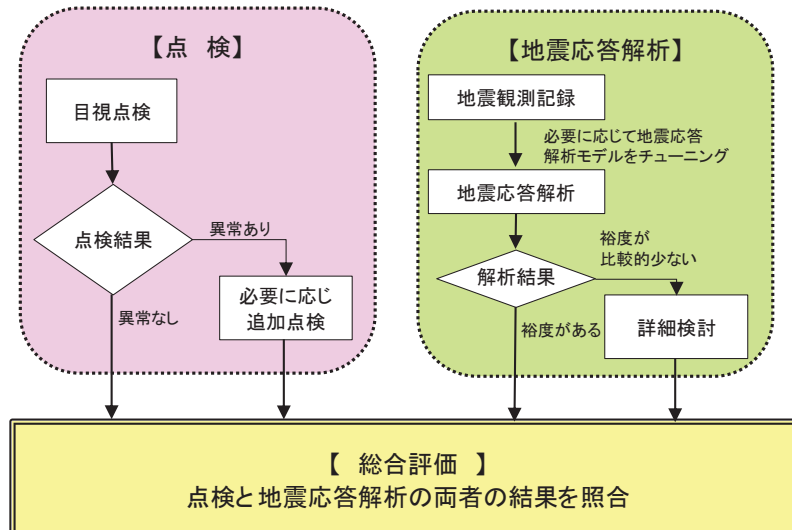 【点　検】
目視点検
点検結果
異常あり
異常なし
必要に応じ
追加点検
【地震応答解析】
地震観測記録
必要に応じて地震応答
解析モデルをチューニング
地震応答解析
解析結果
裕度が
比較的少ない
裕度がある
詳細検討
【　総合評価　】
点検と地震応答解析の両者の結果を照合